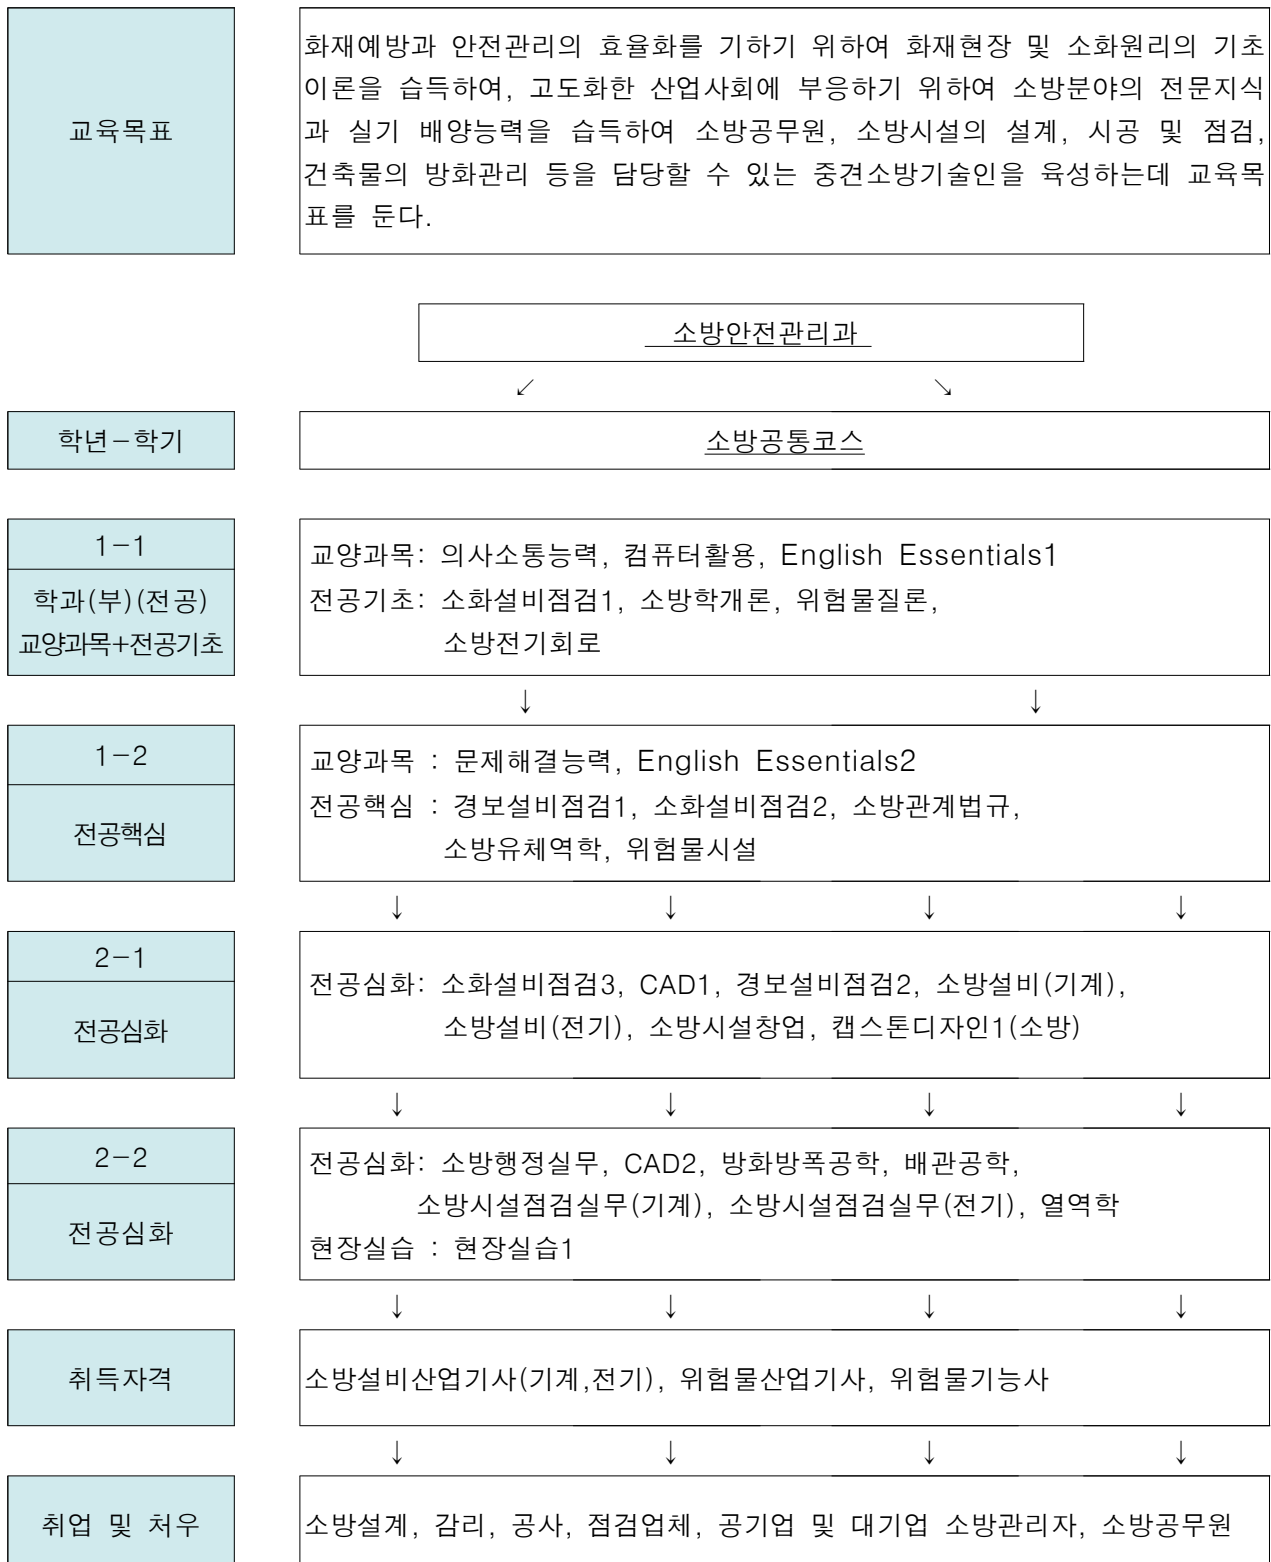 교육목표
화재예방과 안전관리의 효율화를 기하기 위하여 화재현장 및 소화원리의 기초
이론을 습득하여, 고도화한 산업사회에 부응하기 위하여 소방분야의 전문지식
과 실기 배양능력을 습득하여 소방공무원, 소방시설의 설계, 시공 및 점검,
건축물의 방화관리 등을 담당할 수 있는 중견소방기술인을 육성하는데 교육목
표를 둔다.
소방안전관리과
↙ ↘
학년-학기
소방공통코스
1-1
학과(부)(전공)
교양과목+전공기초
교양과목: 의사소통능력, 컴퓨터활용, English Essentials1
전공기초: 소화설비점검1, 소방학개론, 위험물질론,
소방전기회로
↓ ↓
1-2
전공핵심
교양과목 : 문제해결능력, English Essentials2
전공핵심 : 경보설비점검1, 소화설비점검2, 소방관계법규,
소방유체역학, 위험물시설
↓ ↓ ↓ ↓
2-1
전공심화
전공심화: 소화설비점검3, CAD1, 경보설비점검2, 소방설비(기계),
소방설비(전기), 소방시설창업, 캡스톤디자인1(소방)
↓ ↓ ↓ ↓
2-2
전공심화
전공심화: 소방행정실무, CAD2, 방화방폭공학, 배관공학,
소방시설점검실무(기계), 소방시설점검실무(전기), 열역학
현장실습 : 현장실습1
↓ ↓ ↓ ↓
취득자격
소방설비산업기사(기계,전기), 위험물산업기사, 위험물기능사
↓ ↓ ↓ ↓
취업 및 처우
소방설계, 감리, 공사, 점검업체, 공기업 및 대기업 소방관리자, 소방공무원